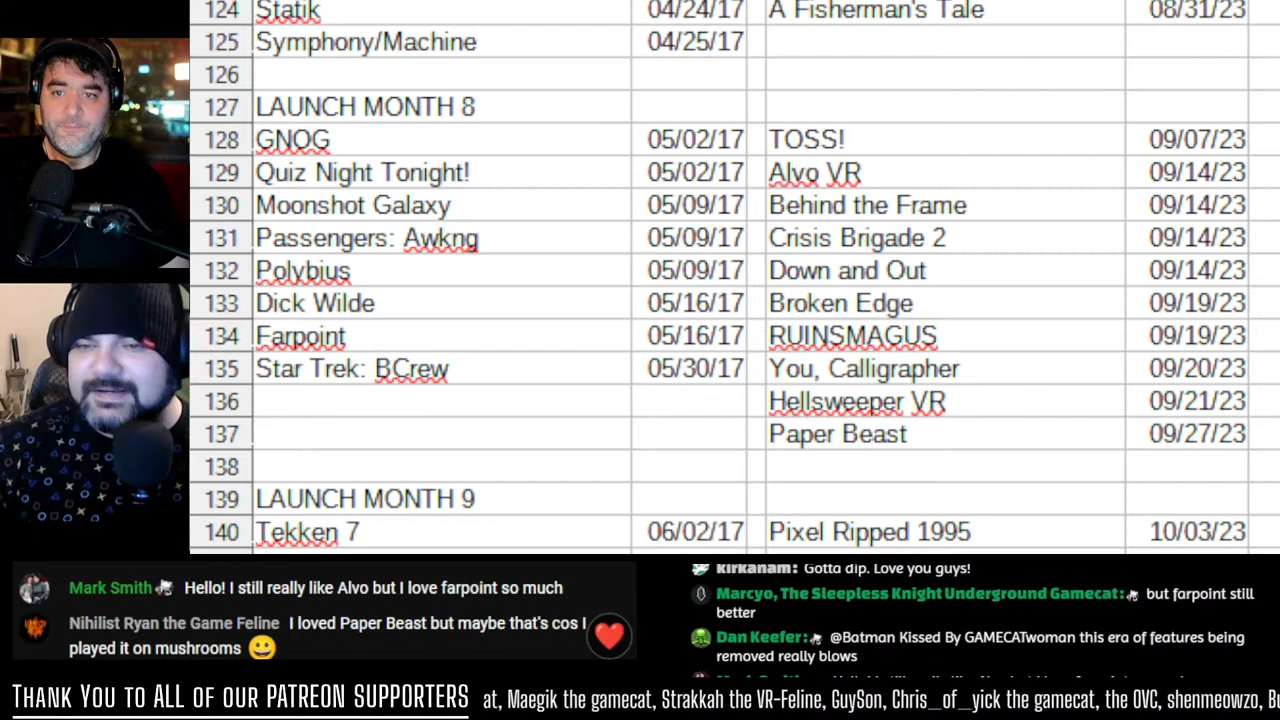 124 Statik 04/24/17 A Fisherman's Tale 08/31/23
125 Symphony/Machine 04/25/17
126
127 LAUNCH MONTH 8
128 GNOG 05/02/17 TOSS! 09/07/23
129 Quiz Night Tonight! 05/02/17 Alvo VR 09/14/23
130 Moonshot Galaxy 05/09/17 Behind the Frame 09/14/23
131 Passengers: Awkng 05/09/17 Crisis Brigade 2 09/14/23
132 Polybius 05/09/17 Down and Out 09/14/23
133 Dick Wilde 05/16/17 Broken Edge 09/19/23
134 Farpoint 05/16/17 RUINSMAGUS 09/19/23
135 Star Trek: BCrew 05/30/17 You, Calligrapher 09/20/23
136 Hellsweeper VR 09/21/23
137 Paper Beast 09/27/23
138
139 LAUNCH MONTH 9
140 Tekken 7 06/02/17 Pixel Ripped 1995 10/03/23
Mark Smith Hello! I still really like Alvo but I love farpoint so much
Nihilist Ryan the Game Feline I loved Paper Beast but maybe that's cos I
played it on mushrooms
kirkanam: Gotta dip. Love you guys!
Marcyo, The Sleepless Knight Underground Gamecat: but farpoint still
better
Dan Keefer: @Batman Kissed By GAMECATwoman this era of features
being removed really blows
THANK YOU TO ALL OF OUR PATREON SUPPORTERS at, Maegik the gamecat, Strakkah the VR-Feline, GuySon, Chris_of_yick the gamecat, the OVC, shenmeowzo, Bu